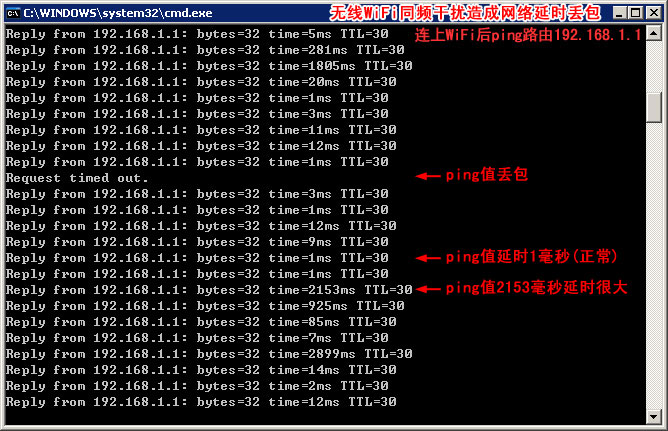 C:\WINDOWS\system32\cmd.exe
无线WiFi同频干扰造成网络延时丢包
Reply from 192.168.1.1: bytes=32 time=5ms TTL=30
连上WiFi后ping路由192.168.1.1
Reply from 192.168.1.1: bytes=32 time=281ms TTL=30
Reply from 192.168.1.1: bytes=32 time=1805ms TTL=30
Reply from 192.168.1.1: bytes=32 time=20ms TTL=30
Reply from 192.168.1.1: bytes=32 time=1ms TTL=30
Reply from 192.168.1.1: bytes=32 time=3ms TTL=30
Reply from 192.168.1.1: bytes=32 time=11ms TTL=30
Reply from 192.168.1.1: bytes=32 time=12ms TTL=30
Reply from 192.168.1.1: bytes=32 time=1ms TTL=30
Request timed out.
ping值丢包
Reply from 192.168.1.1: bytes=32 time=3ms TTL=30
Reply from 192.168.1.1: bytes=32 time=1ms TTL=30
Reply from 192.168.1.1: bytes=32 time=12ms TTL=30
Reply from 192.168.1.1: bytes=32 time=9ms TTL=30
Reply from 192.168.1.1: bytes=32 time=1ms TTL=30
ping值延时1毫秒(正常)
Reply from 192.168.1.1: bytes=32 time=1ms TTL=30
Reply from 192.168.1.1: bytes=32 time=2153ms TTL=30
ping值2153毫秒延时很大
Reply from 192.168.1.1: bytes=32 time=925ms TTL=30
Reply from 192.168.1.1: bytes=32 time=85ms TTL=30
Reply from 192.168.1.1: bytes=32 time=7ms TTL=30
Reply from 192.168.1.1: bytes=32 time=2899ms TTL=30
Reply from 192.168.1.1: bytes=32 time=14ms TTL=30
Reply from 192.168.1.1: bytes=32 time=2ms TTL=30
Reply from 192.168.1.1: bytes=32 time=12ms TTL=30